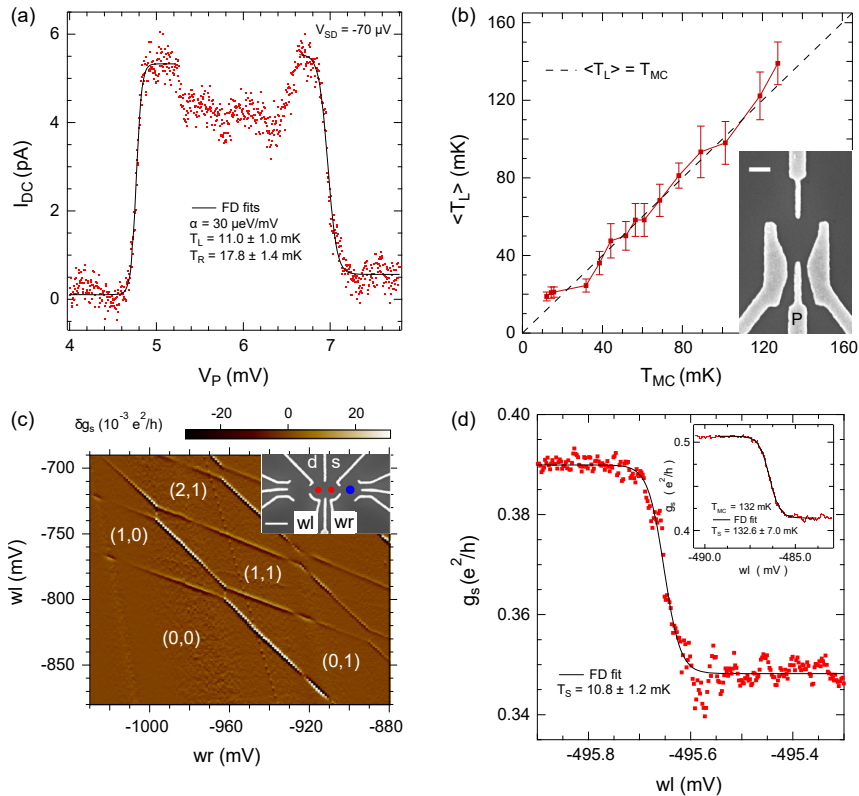 (a)
V_SD = -70 µV
6
4
2
0
I_DC (pA)
FD fits
α = 30 µeV/mV
T_L = 11.0 ± 1.0 mK
T_R = 17.8 ± 1.4 mK
4
5
6
7
V_P (mV)
(b)
160
120
80
40
0
<T_L> (mK)
<T_L> = T_MC
P
0
40
80
120
160
T_MC (mK)
(c)
δg_s (10^-3 e^2/h)
-20
0
20
-700
-750
-800
-850
wl (mV)
(2,1)
(1,0)
(1,1)
(0,0)
(0,1)
d
s
wl
wr
-1000
-960
-920
-880
wr (mV)
(d)
0.40
0.38
0.36
0.34
g_s (e^2/h)
0.5
0.4
g_s (e^2/h)
T_MC = 132 mK
FD fit
T_S = 132.6 ± 7.0 mK
-490.0
-485.0
wl (mV)
FD fit
T_S = 10.8 ± 1.2 mK
-495.8
-495.6
-495.4
wl (mV)